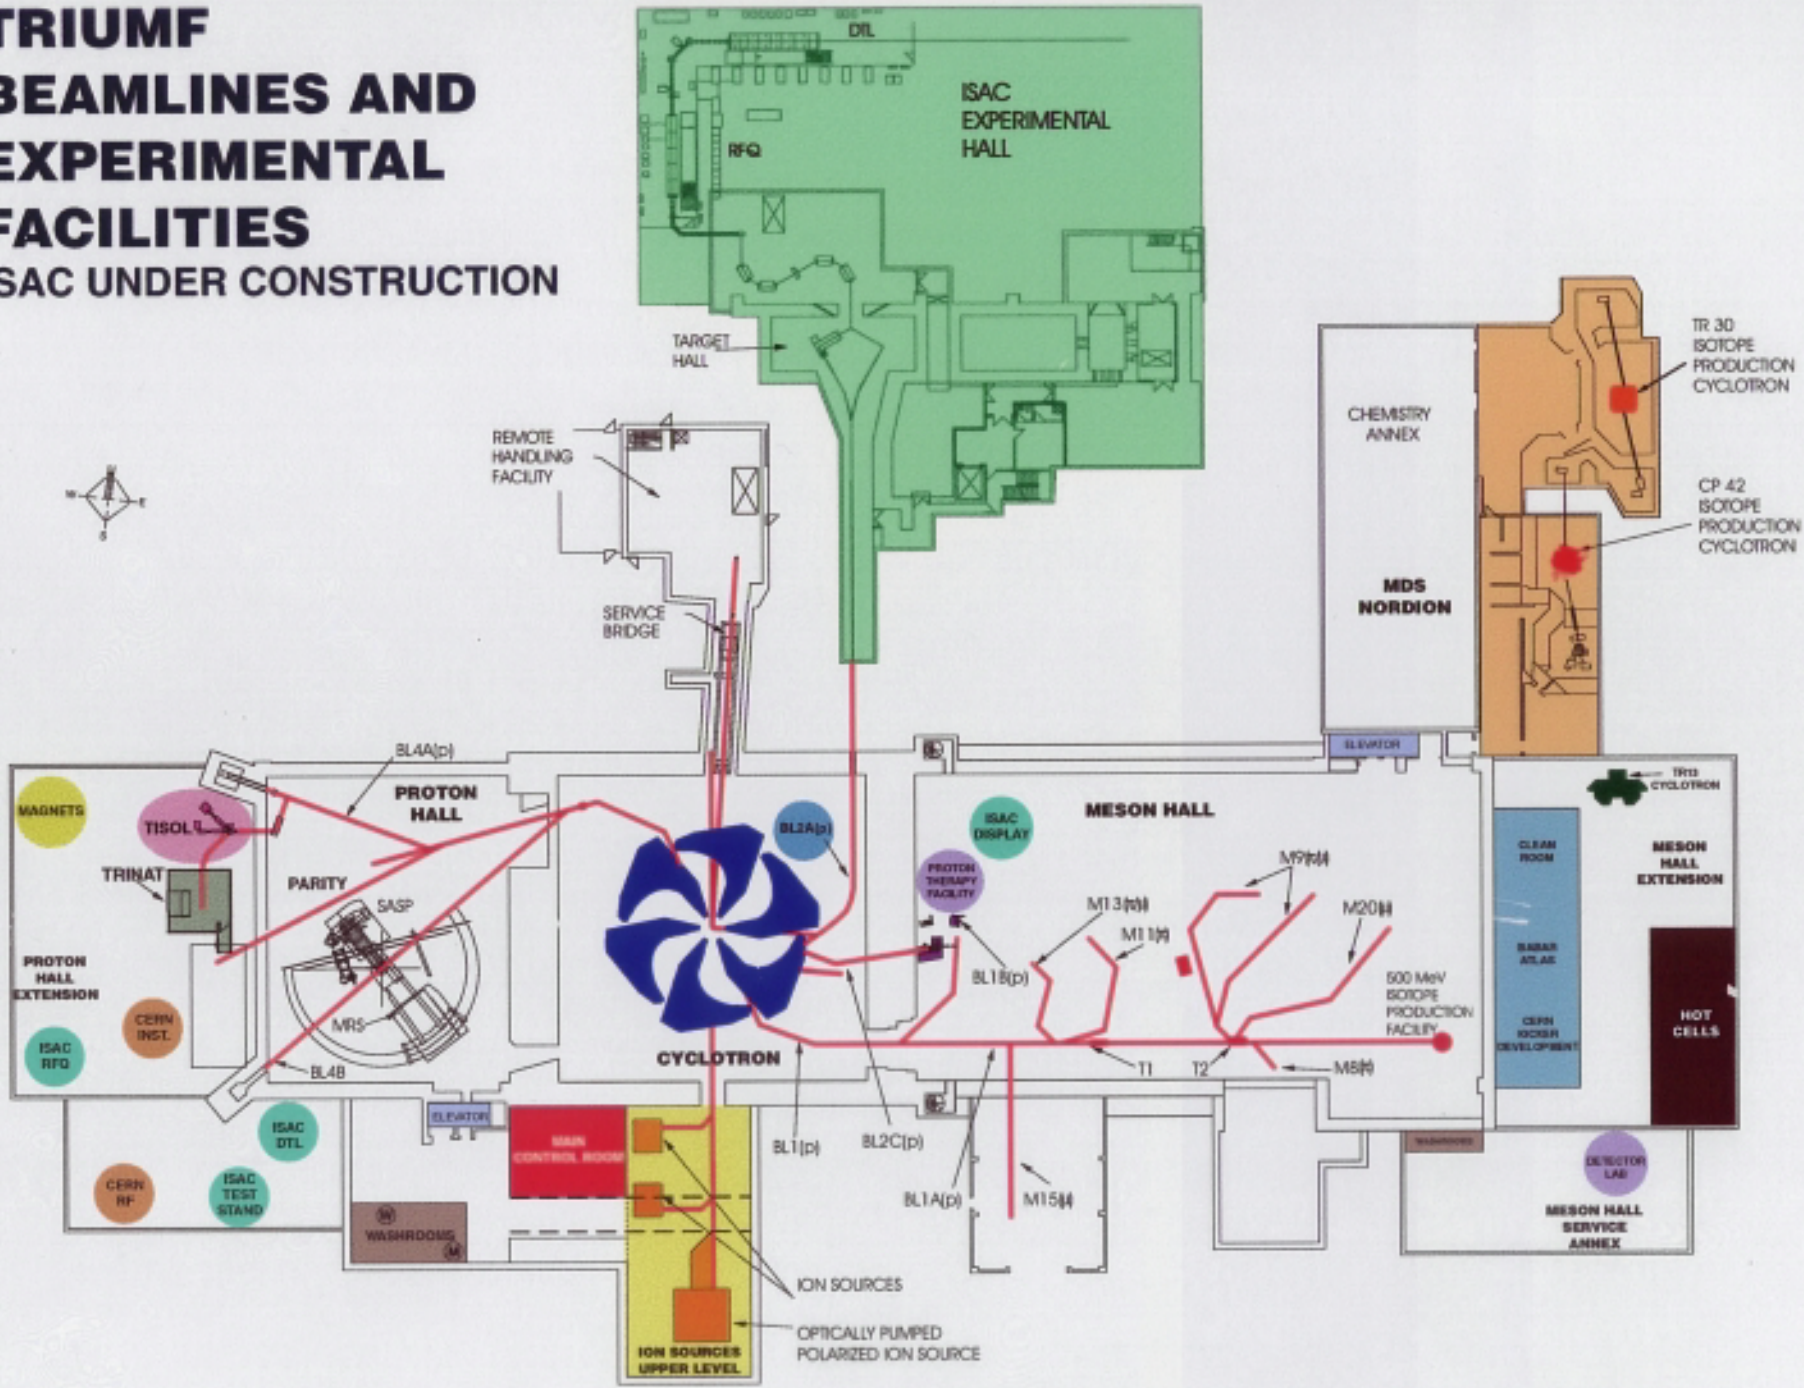 TRIUMF
BEAMLINES AND
EXPERIMENTAL
FACILITIES
ISAC UNDER CONSTRUCTION
DTL
ISAC
EXPERIMENTAL
HALL
RFQ
TARGET
HALL
REMOTE
HANDLING
FACILITY
W
E
S
SERVICE
BRIDGE
TR 30
ISOTOPE
PRODUCTION
CYCLOTRON
CHEMISTRY
ANNEX
CP 42
ISOTOPE
PRODUCTION
CYCLOTRON
MDS
NORDION
ELEVATOR
BL4A(p)
PROTON
HALL
MAGNETS
TISOL
TRINAT
PARITY
SASP
BL2A(p)
ISAC
DISPLAY
MESON HALL
PROTON
THERAPY
FACILITY
TR13
CYCLOTRON
CLEAN
ROOM
MESON
HALL
EXTENSION
M13
M11
M20
BL1B(p)
PROTON
HALL
EXTENSION
CERN
INST.
MRS
ISAC
RFQ
BL4B
CYCLOTRON
500 MeV
ISOTOPE
PRODUCTION
FACILITY
BABAR
ATLAS
CERN
KICKER
DEVELOPMENT
HOT
CELLS
T1
T2
ELEVATOR
MAIN
CONTROL ROOM
ISAC
DTL
CERN
RF
ISAC
TEST
STAND
W
WASHROOMS
M
BL1(p)
BL2C(p)
BL1A(p)
WASHROOMS
DETECTOR
LAB
MESON HALL
SERVICE
ANNEX
ION SOURCES
OPTICALLY PUMPED
POLARIZED ION SOURCE
ION SOURCES
UPPER LEVEL